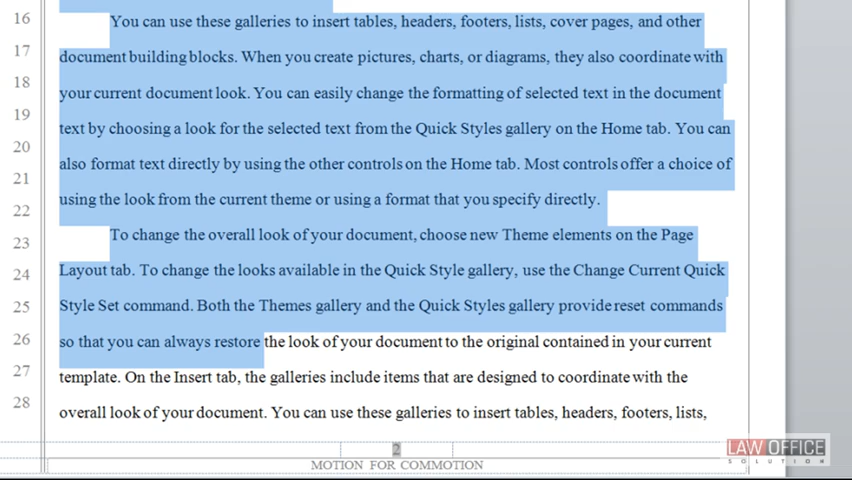 16 You can use these galleries to insert tables, headers, footers, lists, cover pages, and other
17 document building blocks. When you create pictures, charts, or diagrams, they also coordinate with
18 your current document look. You can easily change the formatting of selected text in the document
19 text by choosing a look for the selected text from the Quick Styles gallery on the Home tab. You can
20 also format text directly by using the other controls on the Home tab. Most controls offer a choice of
21 using the look from the current theme or using a format that you specify directly.
22 To change the overall look of your document, choose new Theme elements on the Page
23 Layout tab. To change the looks available in the Quick Style gallery, use the Change Current Quick
24 Style Set command. Both the Themes gallery and the Quick Styles gallery provide reset commands
25 so that you can always restore the look of your document to the original contained in your current
26 template. On the Insert tab, the galleries include items that are designed to coordinate with the
27 overall look of your document. You can use these galleries to insert tables, headers, footers, lists,
28
2
MOTION FOR COMMOTION
LAW OFFICE
SOLUTION